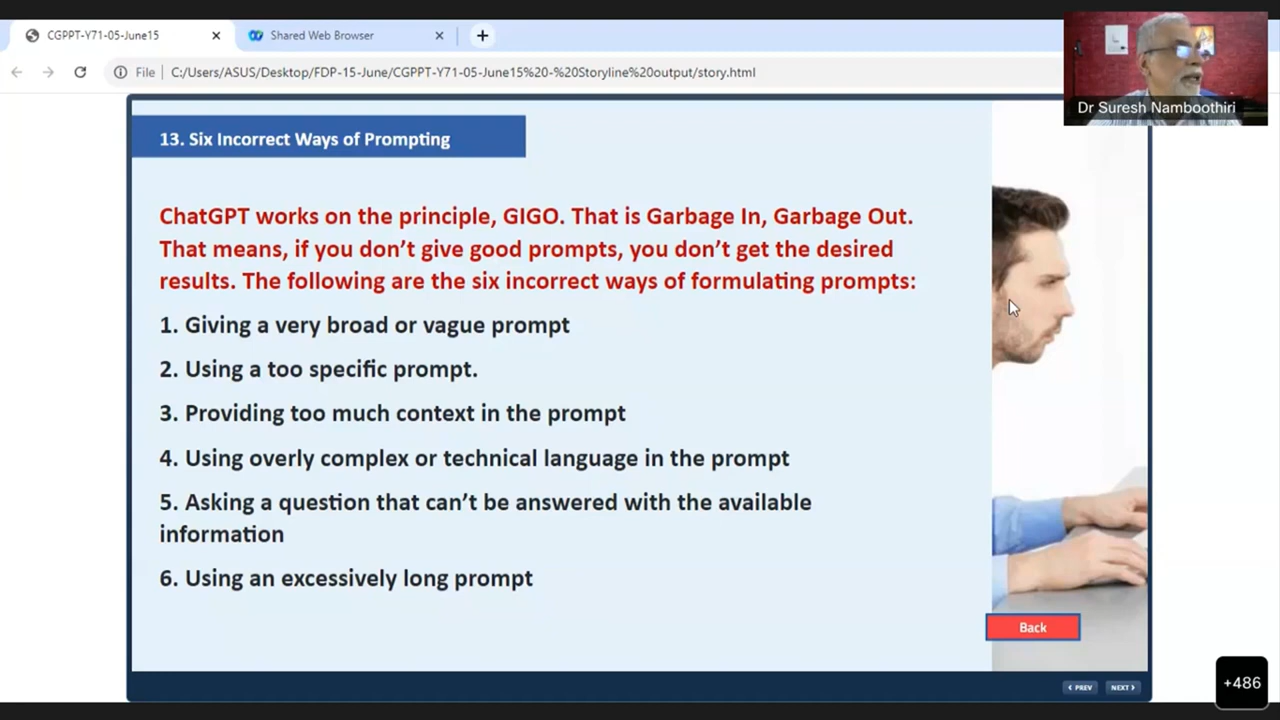 CGPPT-Y71-05-June15
Shared Web Browser
File
C:/Users/ASUS/Desktop/FDP-15-June/CGPPT-Y71-05-June15%20-%20Storyline%20output/story.html
Dr Suresh Namboothiri
13. Six Incorrect Ways of Prompting
ChatGPT works on the principle, GIGO. That is Garbage In, Garbage Out.
That means, if you don’t give good prompts, you don’t get the desired
results. The following are the six incorrect ways of formulating prompts:
1. Giving a very broad or vague prompt
2. Using a too specific prompt.
3. Providing too much context in the prompt
4. Using overly complex or technical language in the prompt
5. Asking a question that can’t be answered with the available
information
6. Using an excessively long prompt
Back
PREV
NEXT
+486